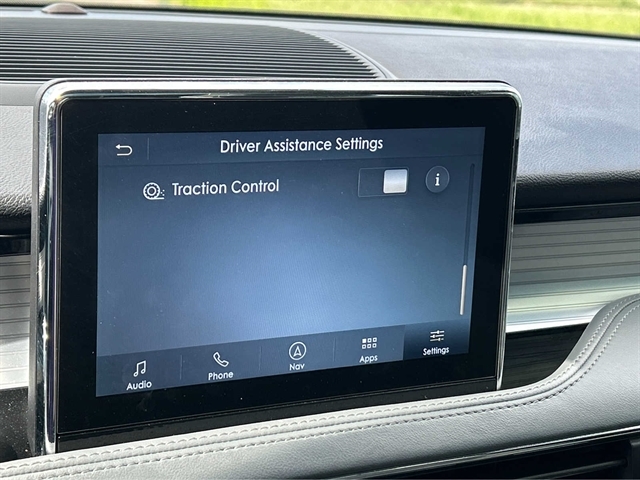 Driver Assistance Settings
Traction Control
i
Audio
Phone
Nav
Apps
Settings